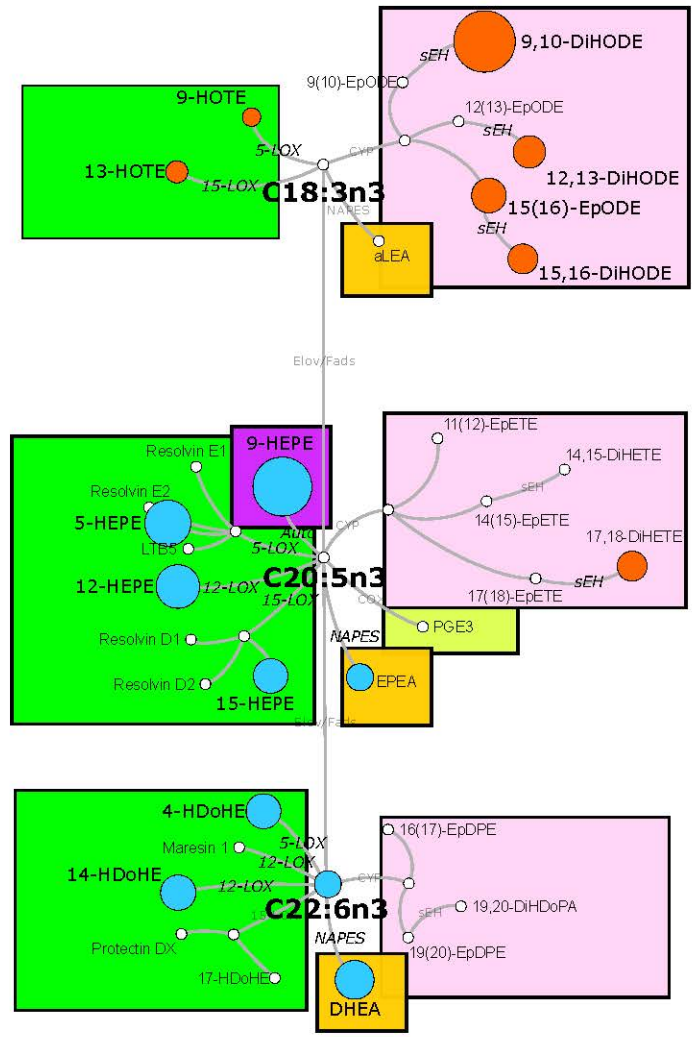 9,10-DiHODE
sEH
9(10)-EpODE
9-HOTE
12(13)-EpODE
sEH
5-LOX
CYP
13-HOTE
15-LOX
12,13-DiHODE
C18:3n3
15(16)-EpODE
NAPES
sEH
aLEA
15,16-DiHODE
Elov/Fads
11(12)-EpETE
9-HEPE
Resolvin E1
14,15-DiHETE
sEH
Resolvin E2
5-HEPE
14(15)-EpETE
CYP
Auto
LTB5
5-LOX
17,18-DiHETE
C20:5n3
12-HEPE
12-LOX
sEH
17(18)-EpETE
15-LOX
COX
PGE3
NAPES
Resolvin D1
EPEA
Resolvin D2
15-HEPE
Elov/Fads
4-HDoHE
16(17)-EpDPE
5-LOX
Maresin 1
12-LOX
14-HDoHE
12-LOX
CYP
C22:6n3
sEH
19,20-DiHDoPA
NAPES
Protectin DX
19(20)-EpDPE
17-HDoHE
DHEA